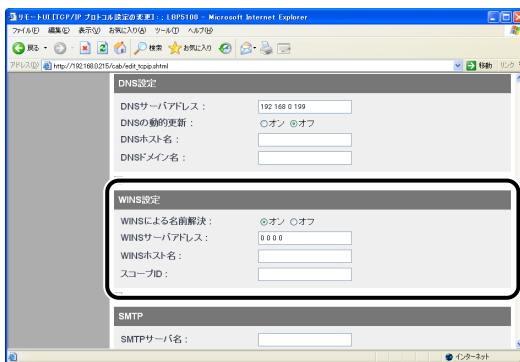 リモートUI [TCP/IP プロトコル設定の変更] : : LBP5100 - Microsoft Internet Explorer
ファイル(F) 編集(E) 表示(V) お気に入り(A) ツール(T) ヘルプ(H)
戻る 検索 お気に入り
アドレス(D) http://192.168.0.215/cab/edit_tcpip.shtml 移動 リンク
DNS設定
DNSサーバアドレス : 192.168.0.199
DNSの動的更新 : オン オフ
DNSホスト名 :
DNSドメイン名 :
WINS設定
WINSによる名前解決 : オン オフ
WINSサーバアドレス : 0.0.0.0
WINSホスト名 :
スコープID :
SMTP
SMTPサーバ名 :
インターネット